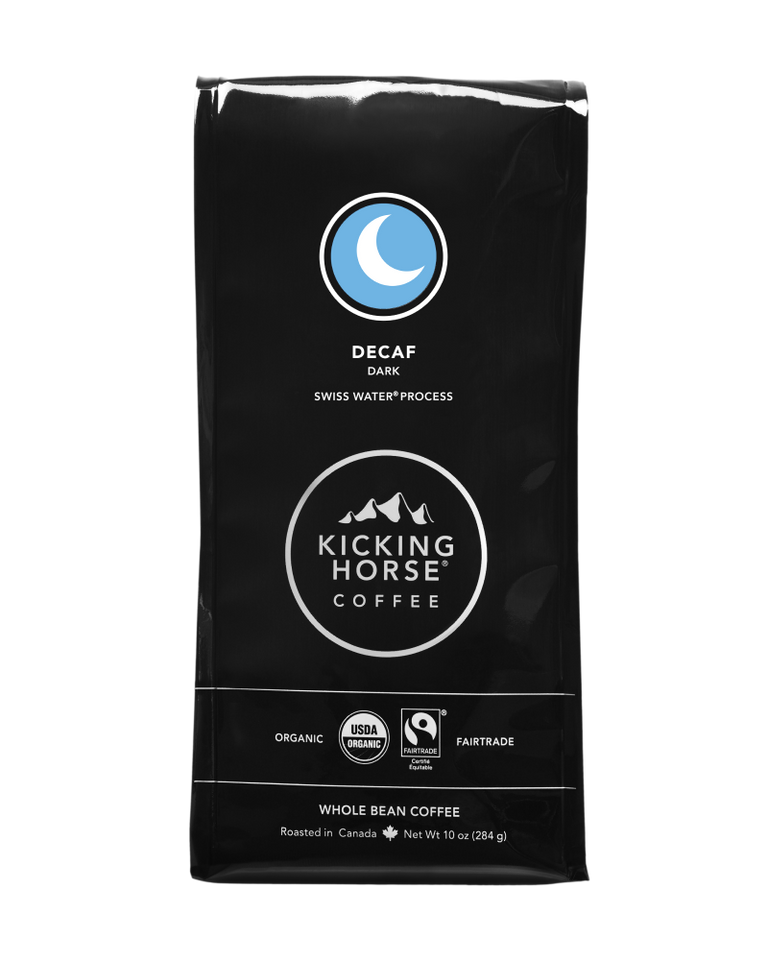 DECAF
DARK
SWISS WATER® PROCESS
KICKING
HORSE®
COFFEE
ORGANIC
USDA
ORGANIC
®
FAIRTRADE
Certifié
Équitable
FAIRTRADE
WHOLE BEAN COFFEE
Roasted in Canada Net Wt 10 oz (284 g)